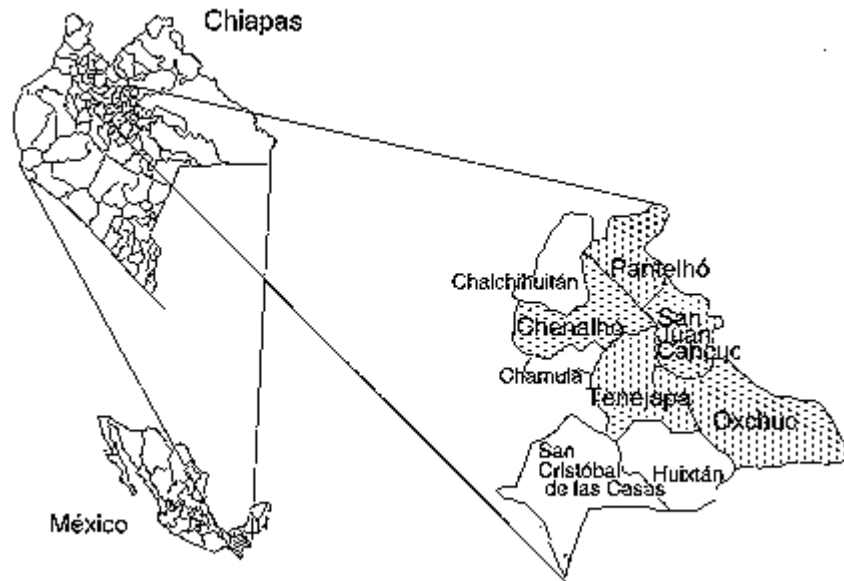 Chiapas
Pantelhó
Chalchihuitán
Chenalhó
San
Juan
Cancuc
Chamula
Tenejapa
Oxchuc
San
Cristóbal
de las Casas
Huixtán
México